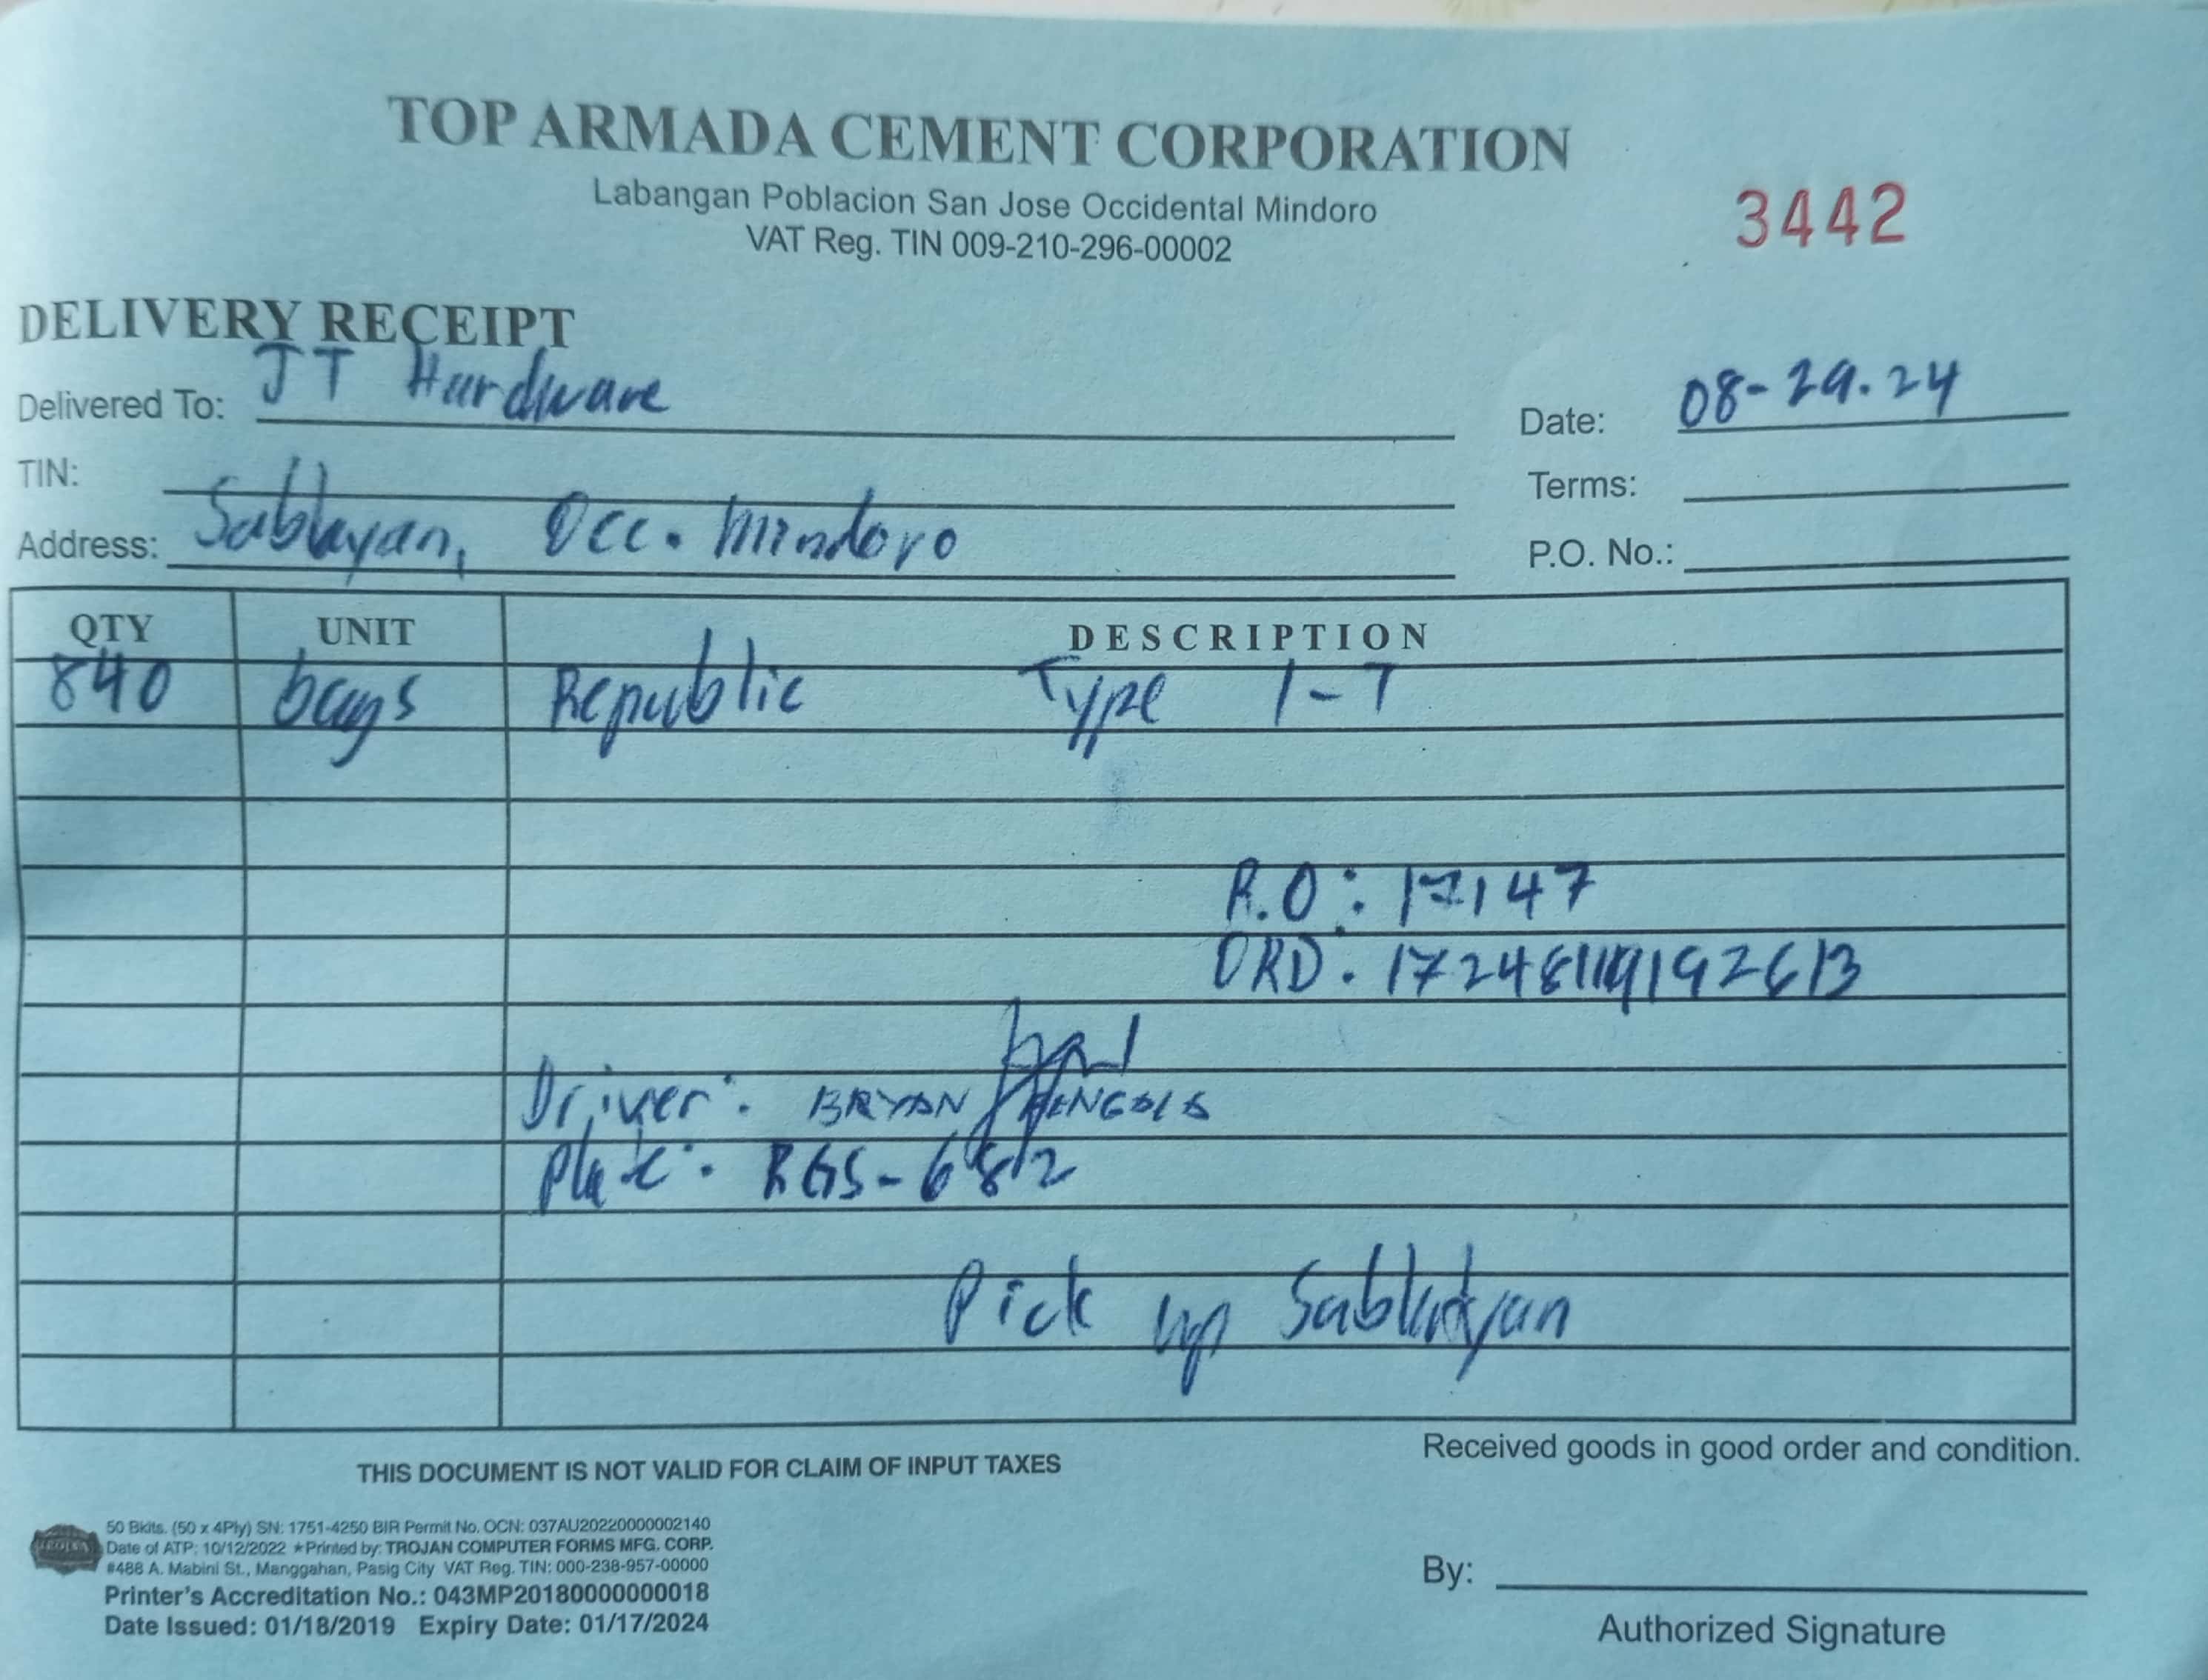 TOP ARMADA CEMENT CORPORATION
Labangan Poblacion San Jose Occidental Mindoro
VAT Reg. TIN 009-210-296-00002
3442
DELIVERY RECEIPT
Delivered To: JT Hardware
Date: 08-29.24
TIN:
Terms:
Address: Sablayan, Occ. Mindoro
P.O. No.:
QTY UNIT DESCRIPTION
840 bags Republic Type 1-T
R.O: 17147
ORD. 17248119192613
Driver: BRYAN
Plate: RGS-682
Pick up Sablayan
THIS DOCUMENT IS NOT VALID FOR CLAIM OF INPUT TAXES
Received goods in good order and condition.
50 Bklts. (50 x 4Ply) SN: 1751-4250 BIR Permit No. OCN: 037AU20220000002140
Date of ATP: 10/12/2022 ★Printed by: TROJAN COMPUTER FORMS MFG. CORP.
#488 A. Mabini St., Manggahan, Pasig City VAT Reg. TIN: 000-238-957-00000
Printer's Accreditation No.: 043MP20180000000018
Date Issued: 01/18/2019 Expiry Date: 01/17/2024
By:
Authorized Signature